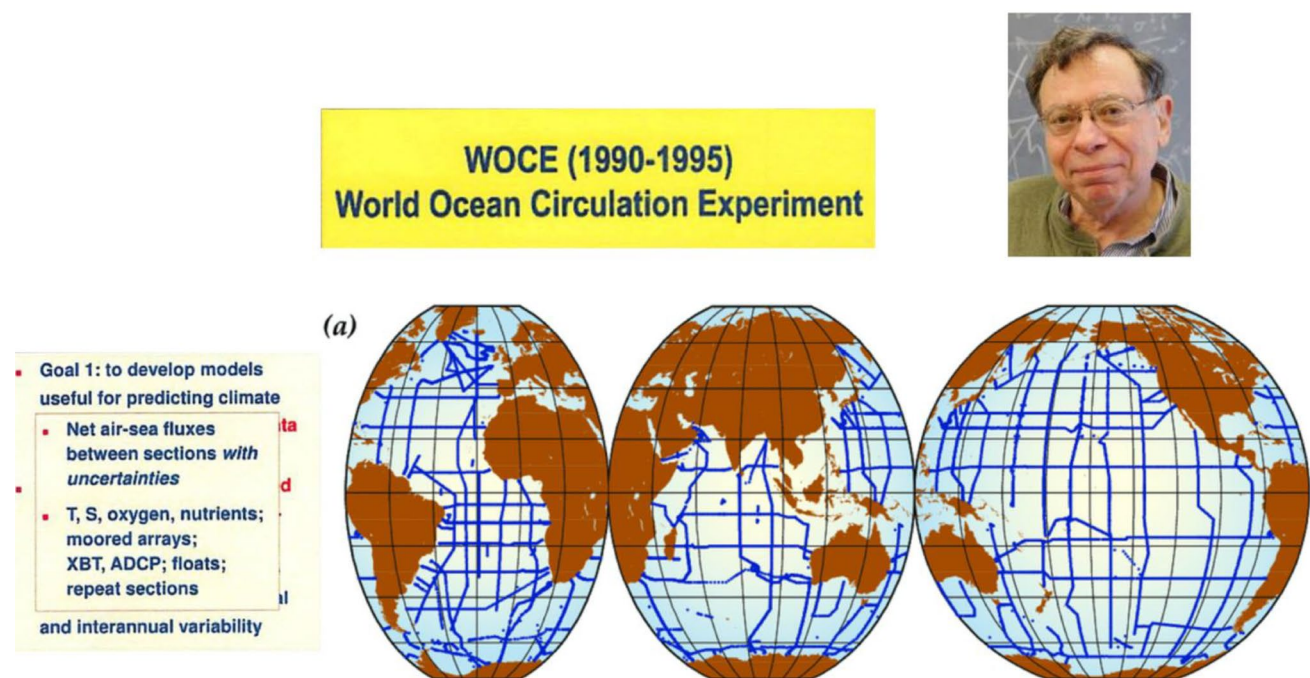 WOCE (1990-1995)
World Ocean Circulation Experiment
(a)
Goal 1: to develop models
useful for predicting climate
Net air-sea fluxes
between sections with
uncertainties
T, S, oxygen, nutrients;
moored arrays;
XBT, ADCP; floats;
repeat sections
and interannual variability